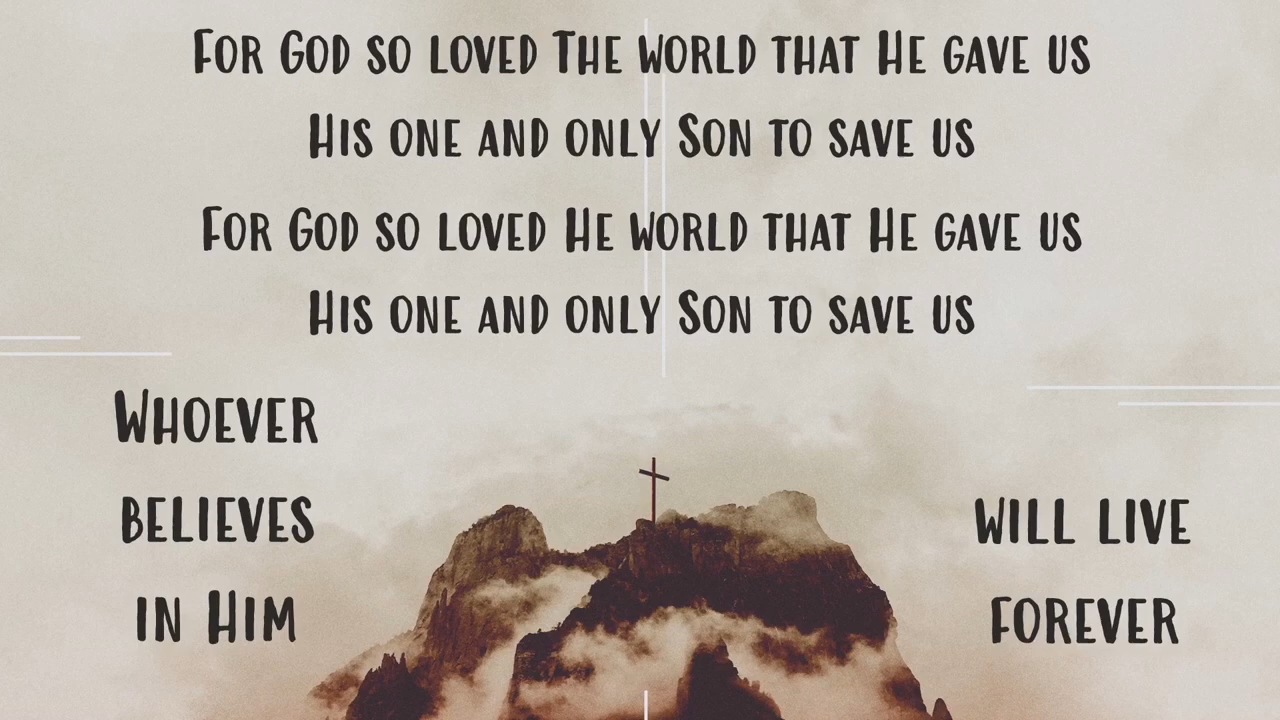 For God so loved The world that He gave us
His one and only Son to save us
For God so loved He world that He gave us
His one and only Son to save us
Whoever
believes
in Him
will live
forever